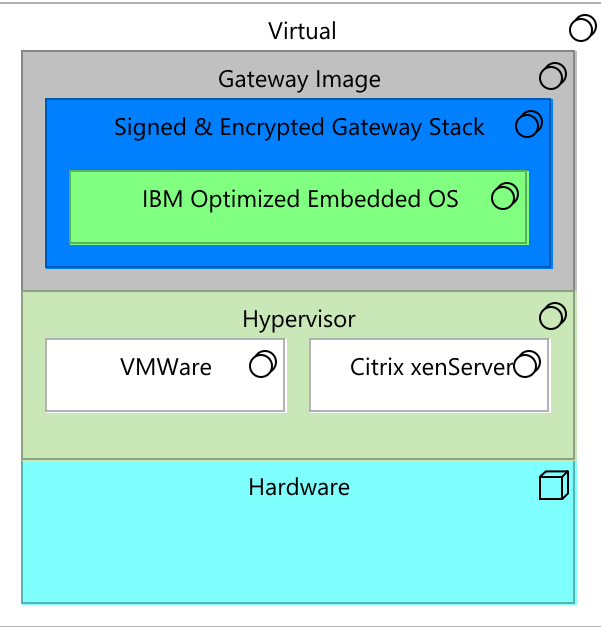 Virtual
Gateway Image
Signed & Encrypted Gateway Stack
IBM Optimized Embedded OS
Hypervisor
VMWare
Citrix xenServer
Hardware